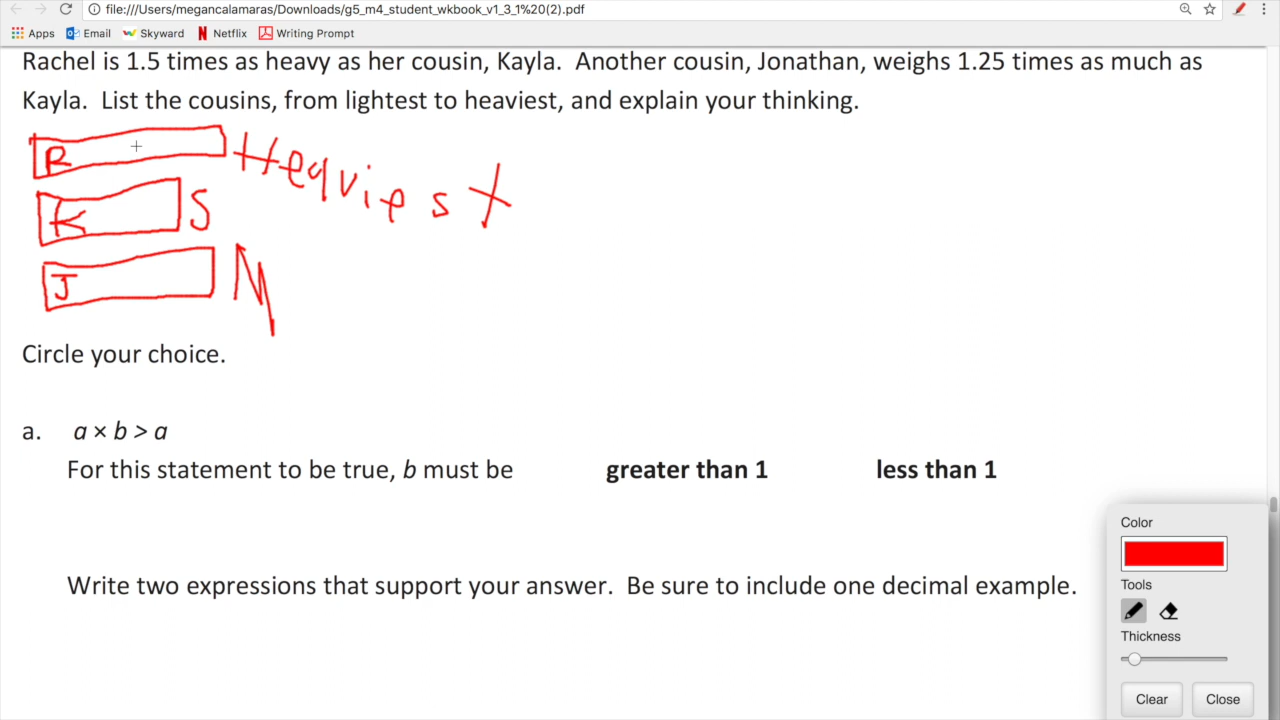 file:///Users/megancalamaras/Downloads/g5_m4_student_wkbook_v1_3_1%20(2).pdf
Apps Email Skyward Netflix Writing Prompt
Rachel is 1.5 times as heavy as her cousin, Kayla. Another cousin, Jonathan, weighs 1.25 times as much as
Kayla. List the cousins, from lightest to heaviest, and explain your thinking.
R Heaviest
K S
J M
Circle your choice.
a. a × b > a
For this statement to be true, b must be greater than 1 less than 1
Write two expressions that support your answer. Be sure to include one decimal example.
Color
Tools
Thickness
Clear Close